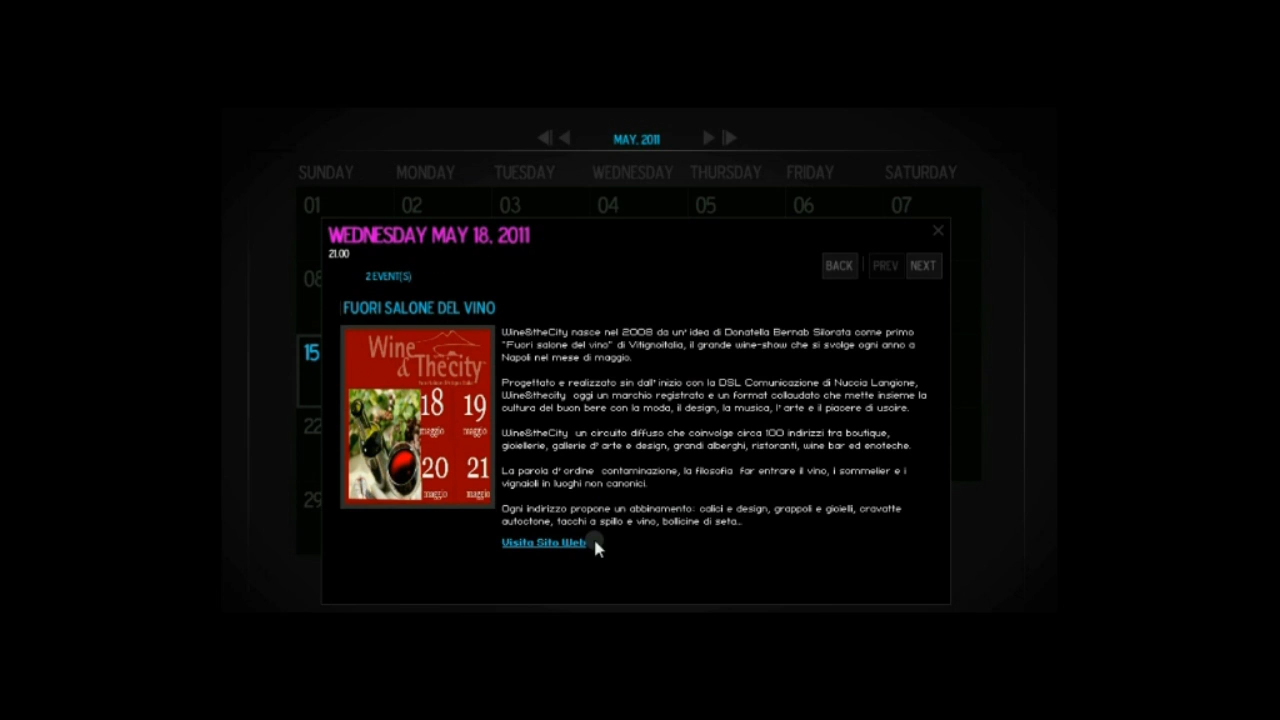 MAY, 2011
SUNDAY MONDAY TUESDAY WEDNESDAY THURSDAY FRIDAY SATURDAY
01 02 03 04 05 06 07
WEDNESDAY MAY 18, 2011
21.00
BACK | PREV NEXT
2 EVENT(S)
08
FUORI SALONE DEL VINO
15
22
29
Wine
& Thecity
18 19
maggio maggio
20 21
maggio maggio
Wine&theCity nasce nel 2008 da un'idea di Donatella Bernab Silorata come primo
"Fuori salone del vino" di Vitignoitalia, il grande wine-show che si svolge ogni anno a
Napoli nel mese di maggio.
Progettato e realizzato sin dall'inizio con la DSL Comunicazione di Nuccia Langione,
Wine&thecity oggi un marchio registrato e un format collaudato che mette insieme la
cultura del buon bere con la moda, il design, la musica, l'arte e il piacere di uscire.
Wine&theCity un circuito diffuso che coinvolge circa 100 indirizzi tra boutique,
gioiellerie, gallerie d'arte e design, grandi alberghi, ristoranti, wine bar ed enoteche.
La parola d'ordine contaminazione, la filosofia far entrare il vino, i sommelier e i
vignaioli in luoghi non canonici.
Ogni indirizzo propone un abbinamento: calici e design, grappoli e gioielli, cravatte
autoctone, tacchi a spillo e vino, bollicine di seta...
Visita Sito Web